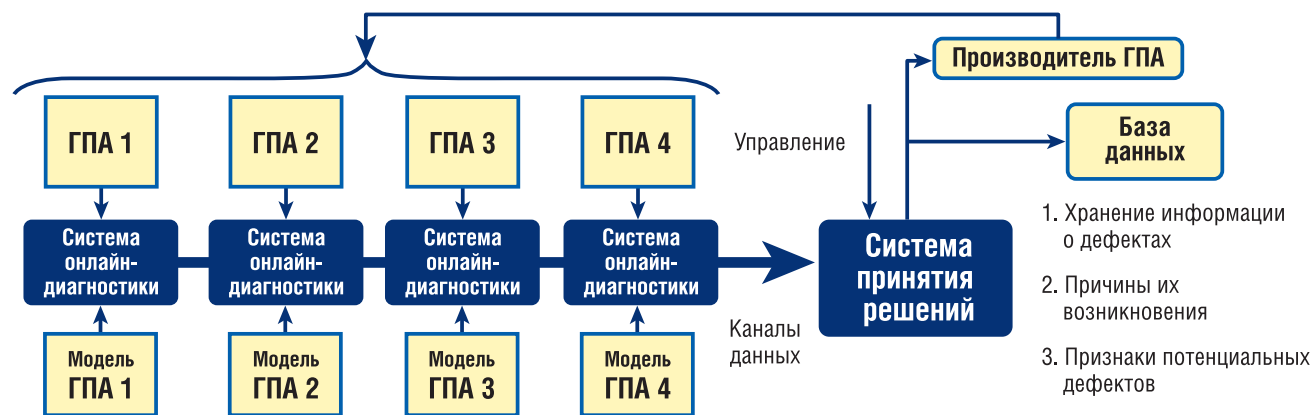 Производитель ГПА
ГПА 1
ГПА 2
ГПА 3
ГПА 4
Управление
База
данных
Система
онлайн-
диагностики
Система
онлайн-
диагностики
Система
онлайн-
диагностики
Система
онлайн-
диагностики
Система
принятия
решений
Каналы
данных
Модель
ГПА 1
Модель
ГПА 2
Модель
ГПА 3
Модель
ГПА 4
1. Хранение информации
о дефектах
2. Причины их
возникновения
3. Признаки потенциальных
дефектов